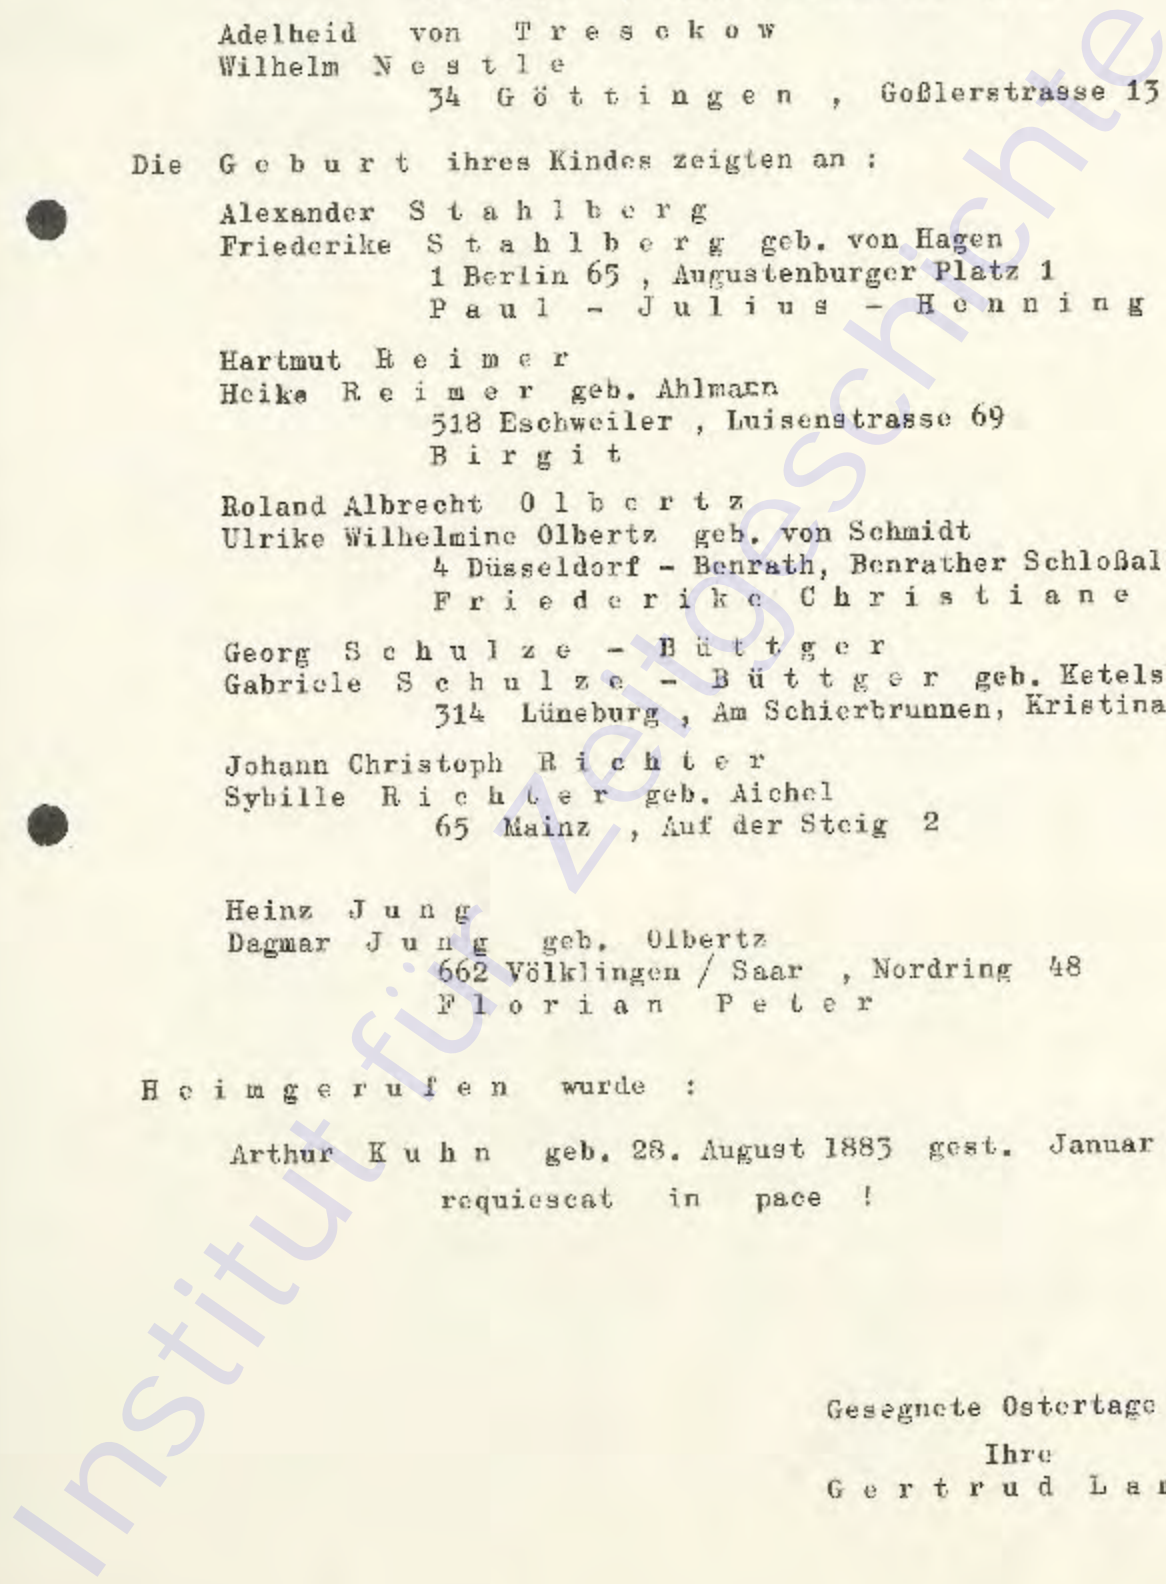 Adelheid von T r e s c k o w
Wilhelm N e s t l e
34 G ö t t i n g e n , Goßlerstrasse 13
Die G e b u r t ihres Kindes zeigten an :
Alexander S t a h l b e r g
Friederike S t a h l b e r g geb. von Hagen
1 Berlin 65 , Augustenburger Platz 1
P a u l - J u l i u s - H e n n i n g
Hartmut R e i m e r
Heike R e i m e r geb. Ahlmann
518 Eschweiler , Luisenstrasse 69
B i r g i t
Roland Albrecht O l b e r t z
Ulrike Wilhelmine Olbertz geb. von Schmidt
4 Düsseldorf - Benrath, Benrather Schloßal
F r i e d e r i k e C h r i s t i a n e
Georg S c h u l z e - B ü t t g e r
Gabriele S c h u l z e - B ü t t g e r geb. Ketels
314 Lüneburg , Am Schierbrunnen, Kristina
Johann Christoph R i c h t e r
Sybille R i c h t e r geb. Aichel
65 Mainz , Auf der Steig 2
Heinz J u n g
Dagmar J u n g geb. Olbertz
662 Völklingen / Saar , Nordring 48
F l o r i a n P e t e r
H e i m g e r u f e n wurde :
Arthur K u h n geb. 28. August 1883 gest. Januar
requiescat in pace !
Gesegnete Ostertage
Ihre
G e r t r u d L a
Institut für Zeitgeschichte